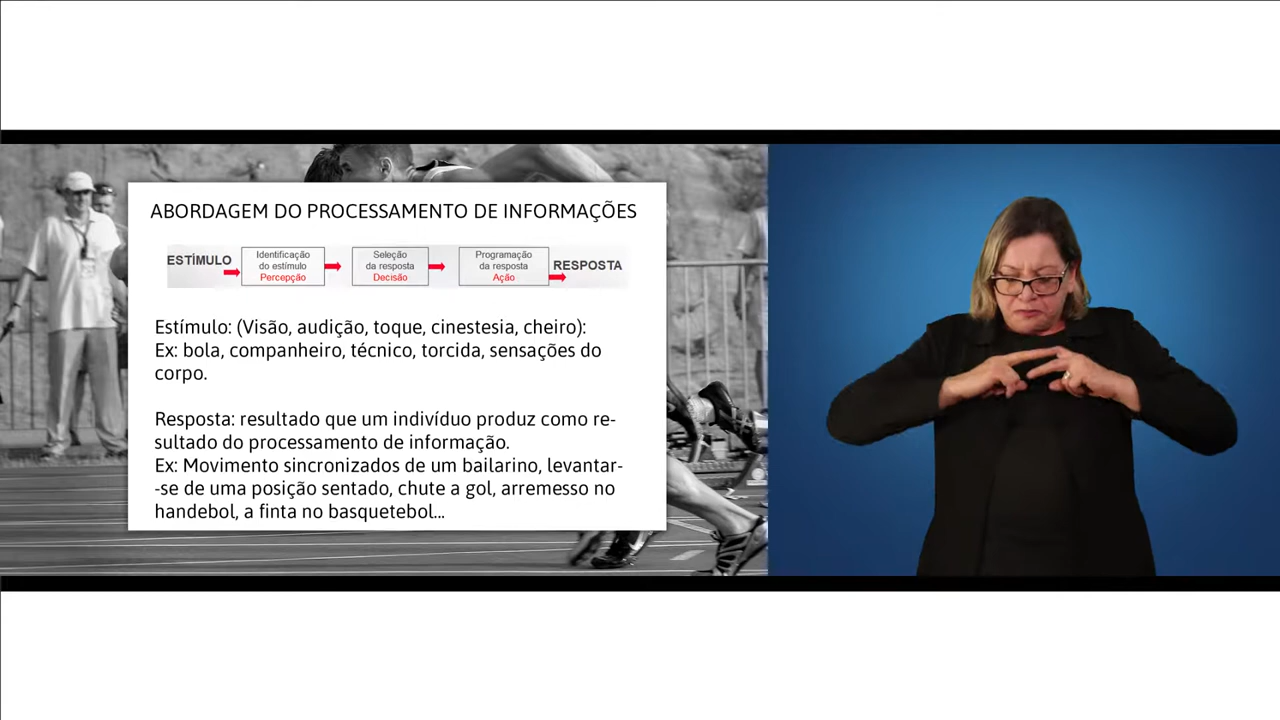 ABORDAGEM DO PROCESSAMENTO DE INFORMAÇÕES
ESTÍMULO
Identificação
do estímulo
Percepção
Seleção
da resposta
Decisão
Programação
da resposta
Ação
RESPOSTA
Estímulo: (Visão, audição, toque, cinestesia, cheiro):
Ex: bola, companheiro, técnico, torcida, sensações do
corpo.
Resposta: resultado que um indivíduo produz como re-
sultado do processamento de informação.
Ex: Movimento sincronizados de um bailarino, levantar-
-se de uma posição sentado, chute a gol, arremesso no
handebol, a finta no basquetebol...